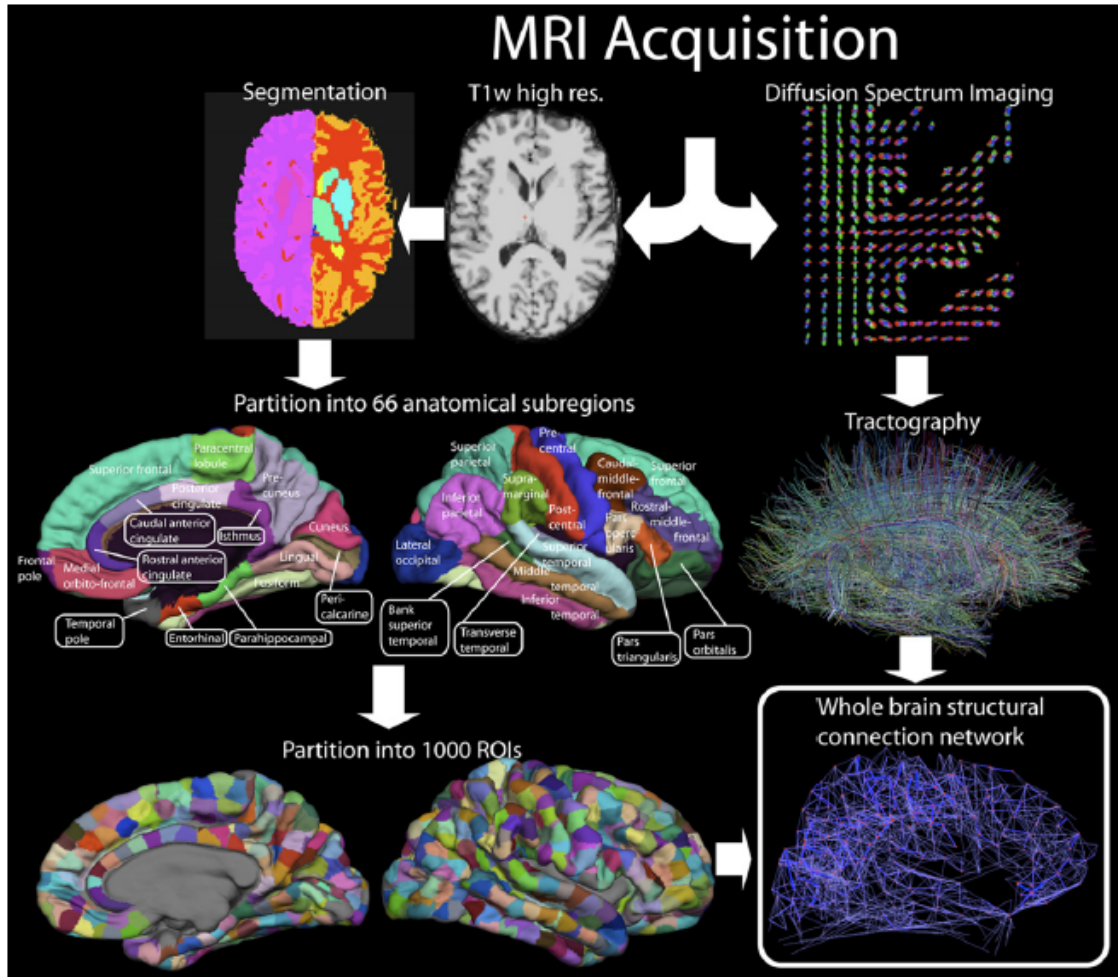 MRI Acquisition
Segmentation
T1w high res.
Diffusion Spectrum Imaging
Partition into 66 anatomical subregions
Tractography
Superior frontal
Paracentral
lobule
Posterior
cingulate
Pre-
cuneus
Caudal anterior
cingulate
Isthmus
Cuneus
Rostral anterior
cingulate
Lingual
Frontal
pole
Medial
orbito-frontal
Fusiform
Peri-
calcarine
Temporal
pole
Entorhinal
Parahippocampal
Superior
parietal
Pre-
central
Caudal-
middle-
frontal
Superior
frontal
Supra-
marginal
Inferior
parietal
Post-
central
Rostral-
middle-
frontal
Pars
operc
ularis
Lateral
occipital
Superior
temporal
Middle
temporal
Inferior
temporal
Bank
superior
temporal
Transverse
temporal
Pars
triangularis
Pars
orbitalis
Partition into 1000 ROIs
Whole brain structural
connection network